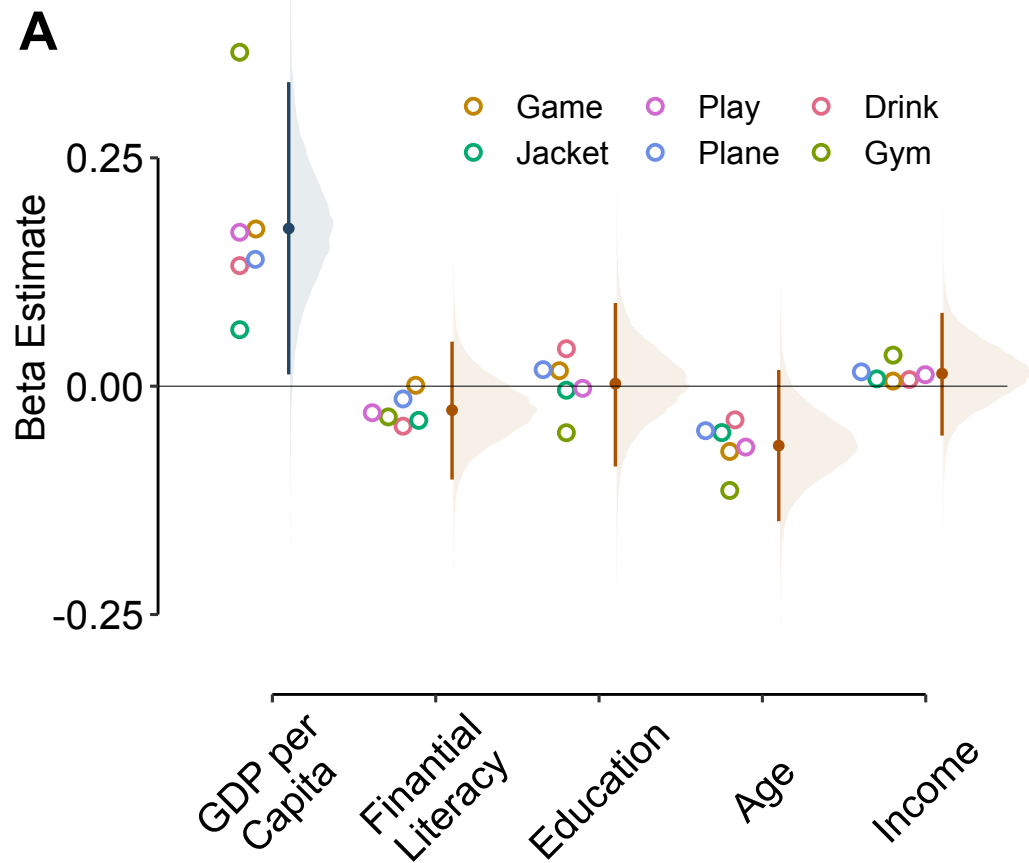 A
Game Play Drink
Jacket Plane Gym
Beta Estimate
0.25
0.00
-0.25
GDP per
Capita
Finantial
Literacy
Education
Age
Income